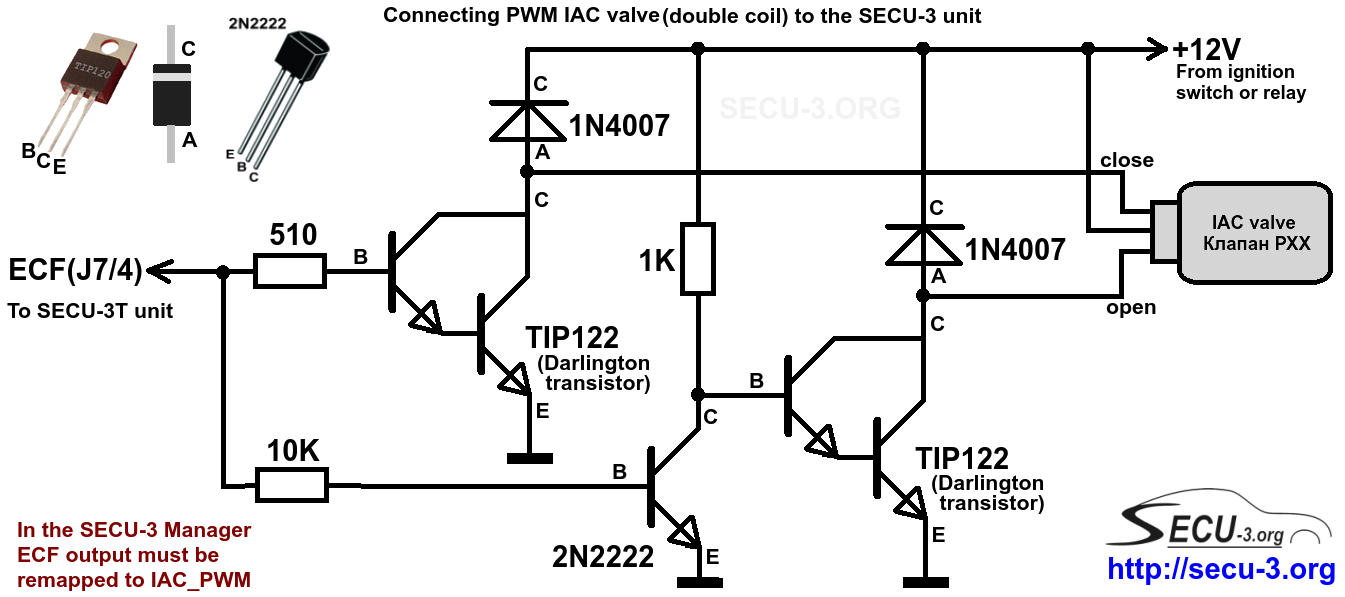 Connecting PWM IAC valve (double coil) to the SECU-3 unit
2N2222
TIP120
C
A
B
C
E
E
B
C
+12V
From ignition
switch or relay
SECU-3.ORG
C
1N4007
A
C
close
IAC valve
Клапан РХХ
open
510
B
ECF(J7/4)
To SECU-3T unit
1K
C
1N4007
A
C
TIP122
(Darlington
transistor)
E
B
C
10K
B
TIP122
(Darlington
transistor)
E
2N2222
E
In the SECU-3 Manager
ECF output must be
remapped to IAC_PWM
SECU-3.org
http://secu-3.org